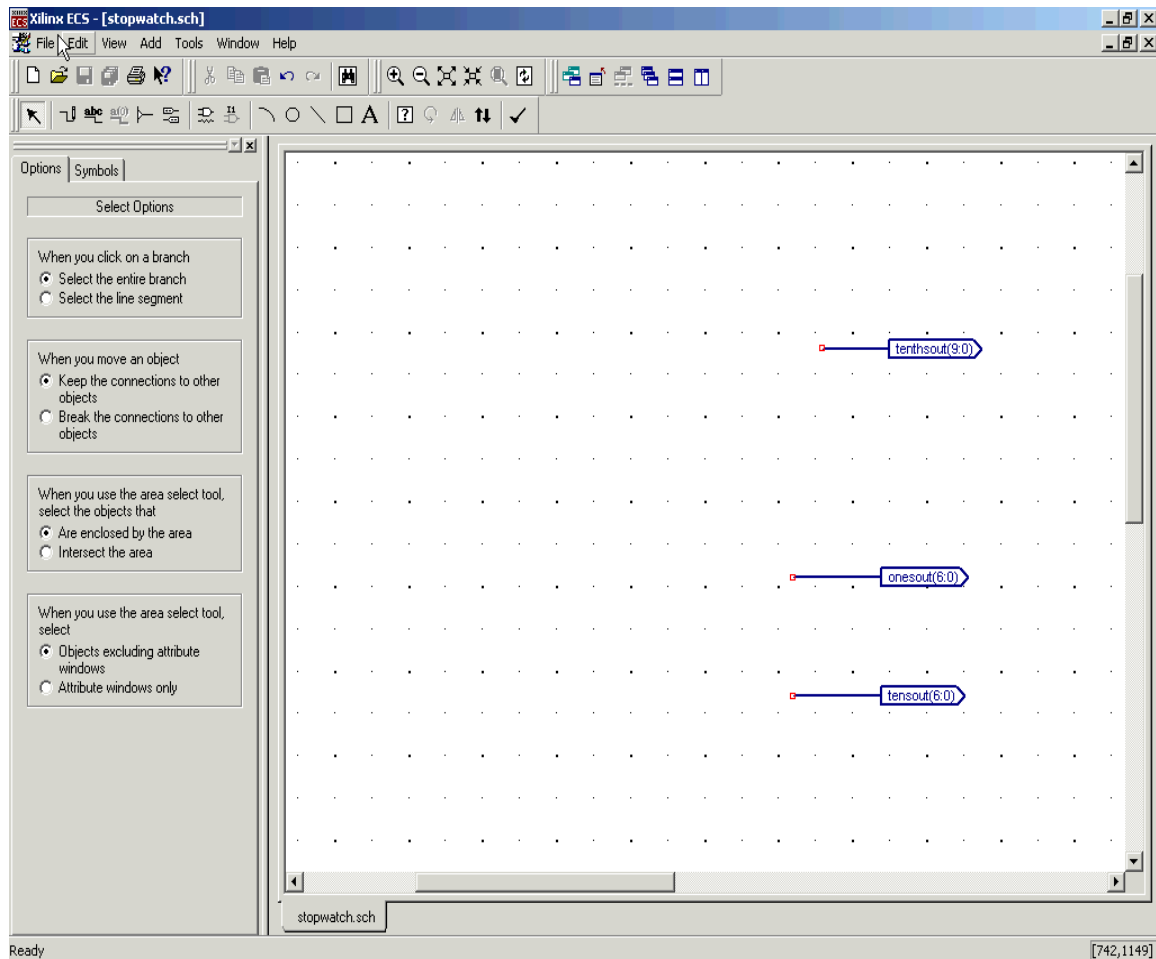 Xilinx ECS - [stopwatch.sch]
File Edit View Add Tools Window Help
Options Symbols
Select Options
When you click on a branch
Select the entire branch
Select the line segment
When you move an object
Keep the connections to other
objects
Break the connections to other
objects
When you use the area select tool,
select the objects that
Are enclosed by the area
Intersect the area
When you use the area select tool,
select
Objects excluding attribute
windows
Attribute windows only
tenthsout(9:0)
onesout(6:0)
tensout(6:0)
stopwatch.sch
Ready
[742,1149]